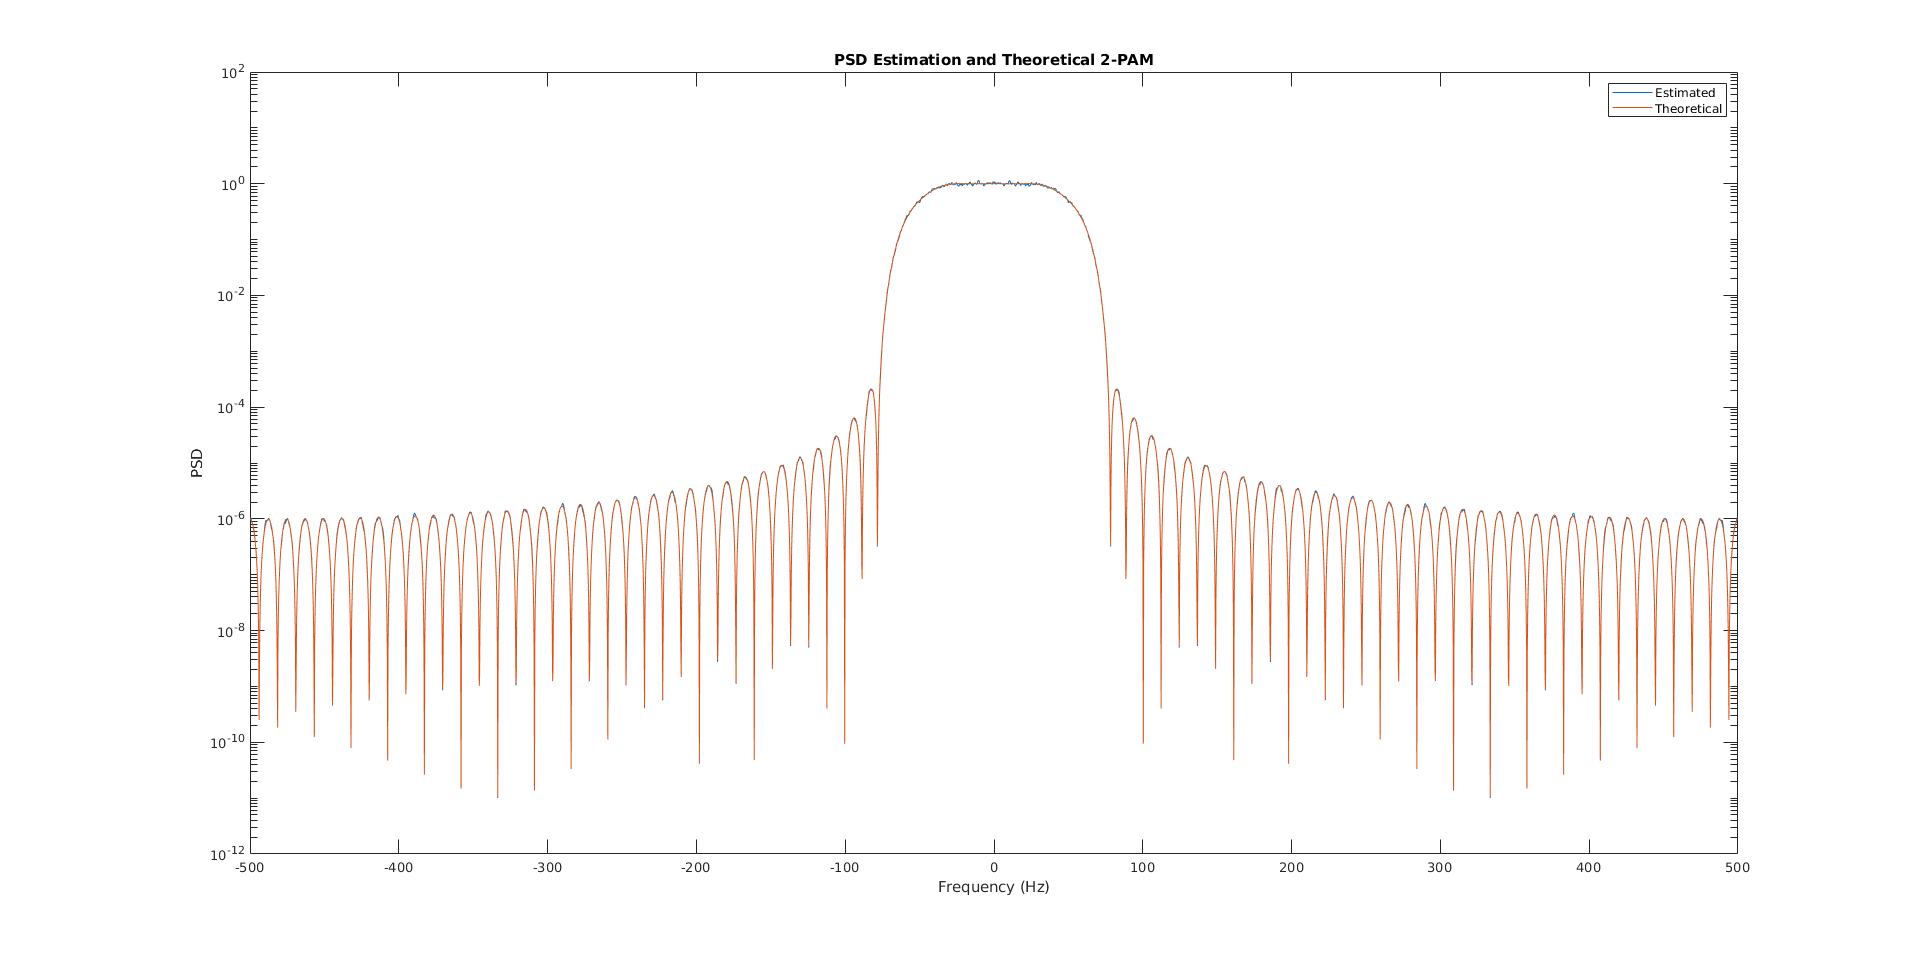 PSD Estimation and Theoretical 2-PAM
Estimated
Theoretical
PSD
10^2
10^0
10^-2
10^-4
10^-6
10^-8
10^-10
10^-12
-500 -400 -300 -200 -100 0 100 200 300 400 500
Frequency (Hz)